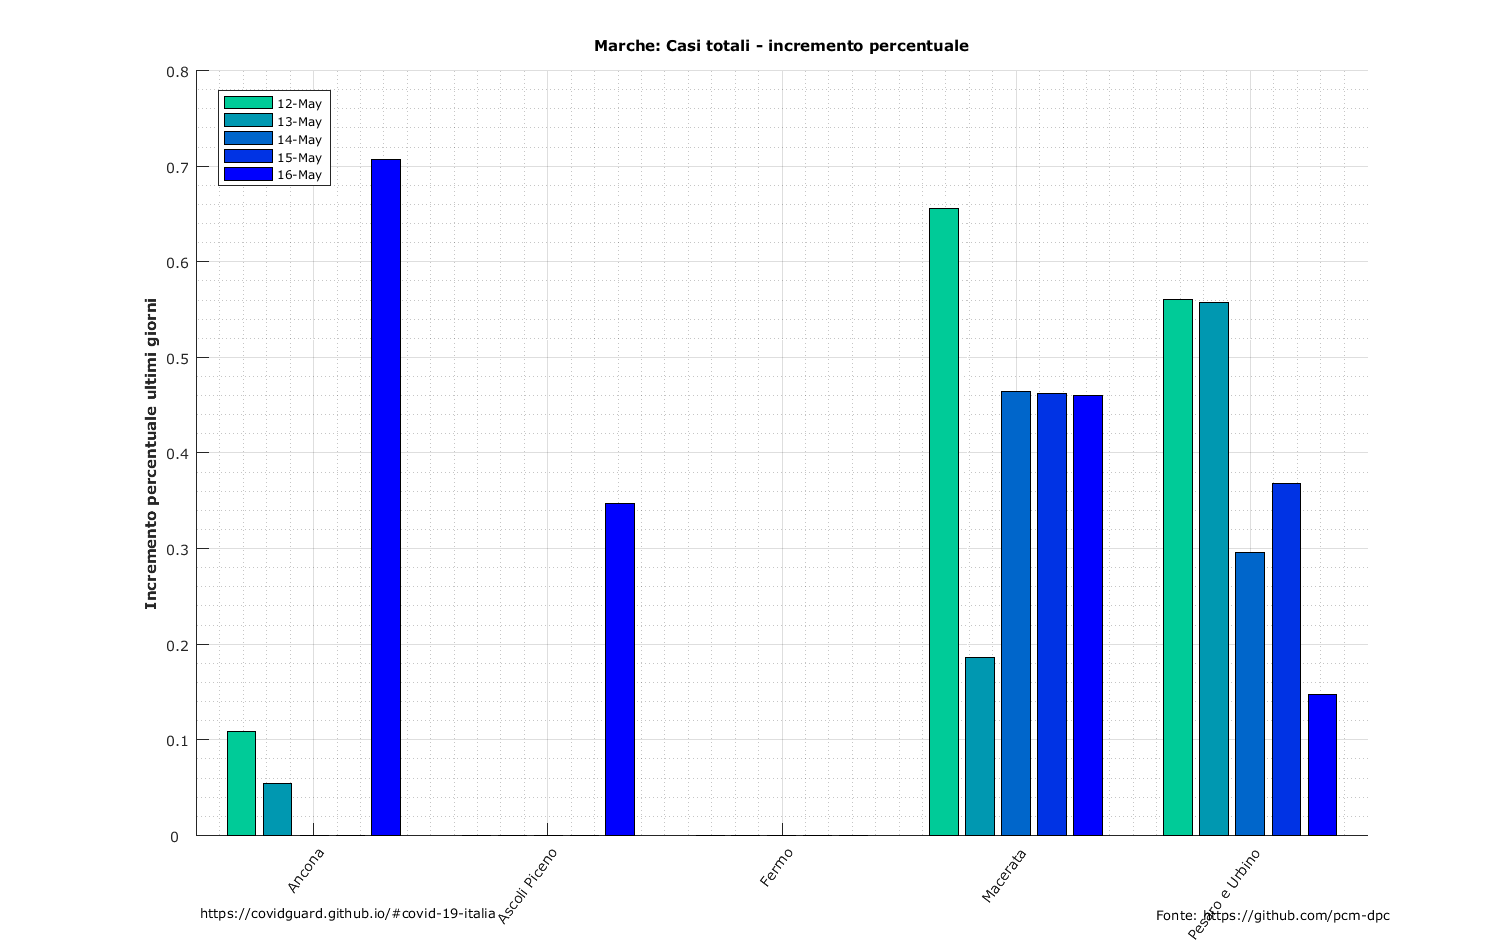 Marche: Casi totali - incremento percentuale
Incremento percentuale ultimi giorni
0.8
0.7
0.6
0.5
0.4
0.3
0.2
0.1
0
12-May
13-May
14-May
15-May
16-May
Ancona
Ascoli Piceno
Fermo
Macerata
Pesaro e Urbino
https://covidguard.github.io/#covid-19-italia
Fonte: https://github.com/pcm-dpc